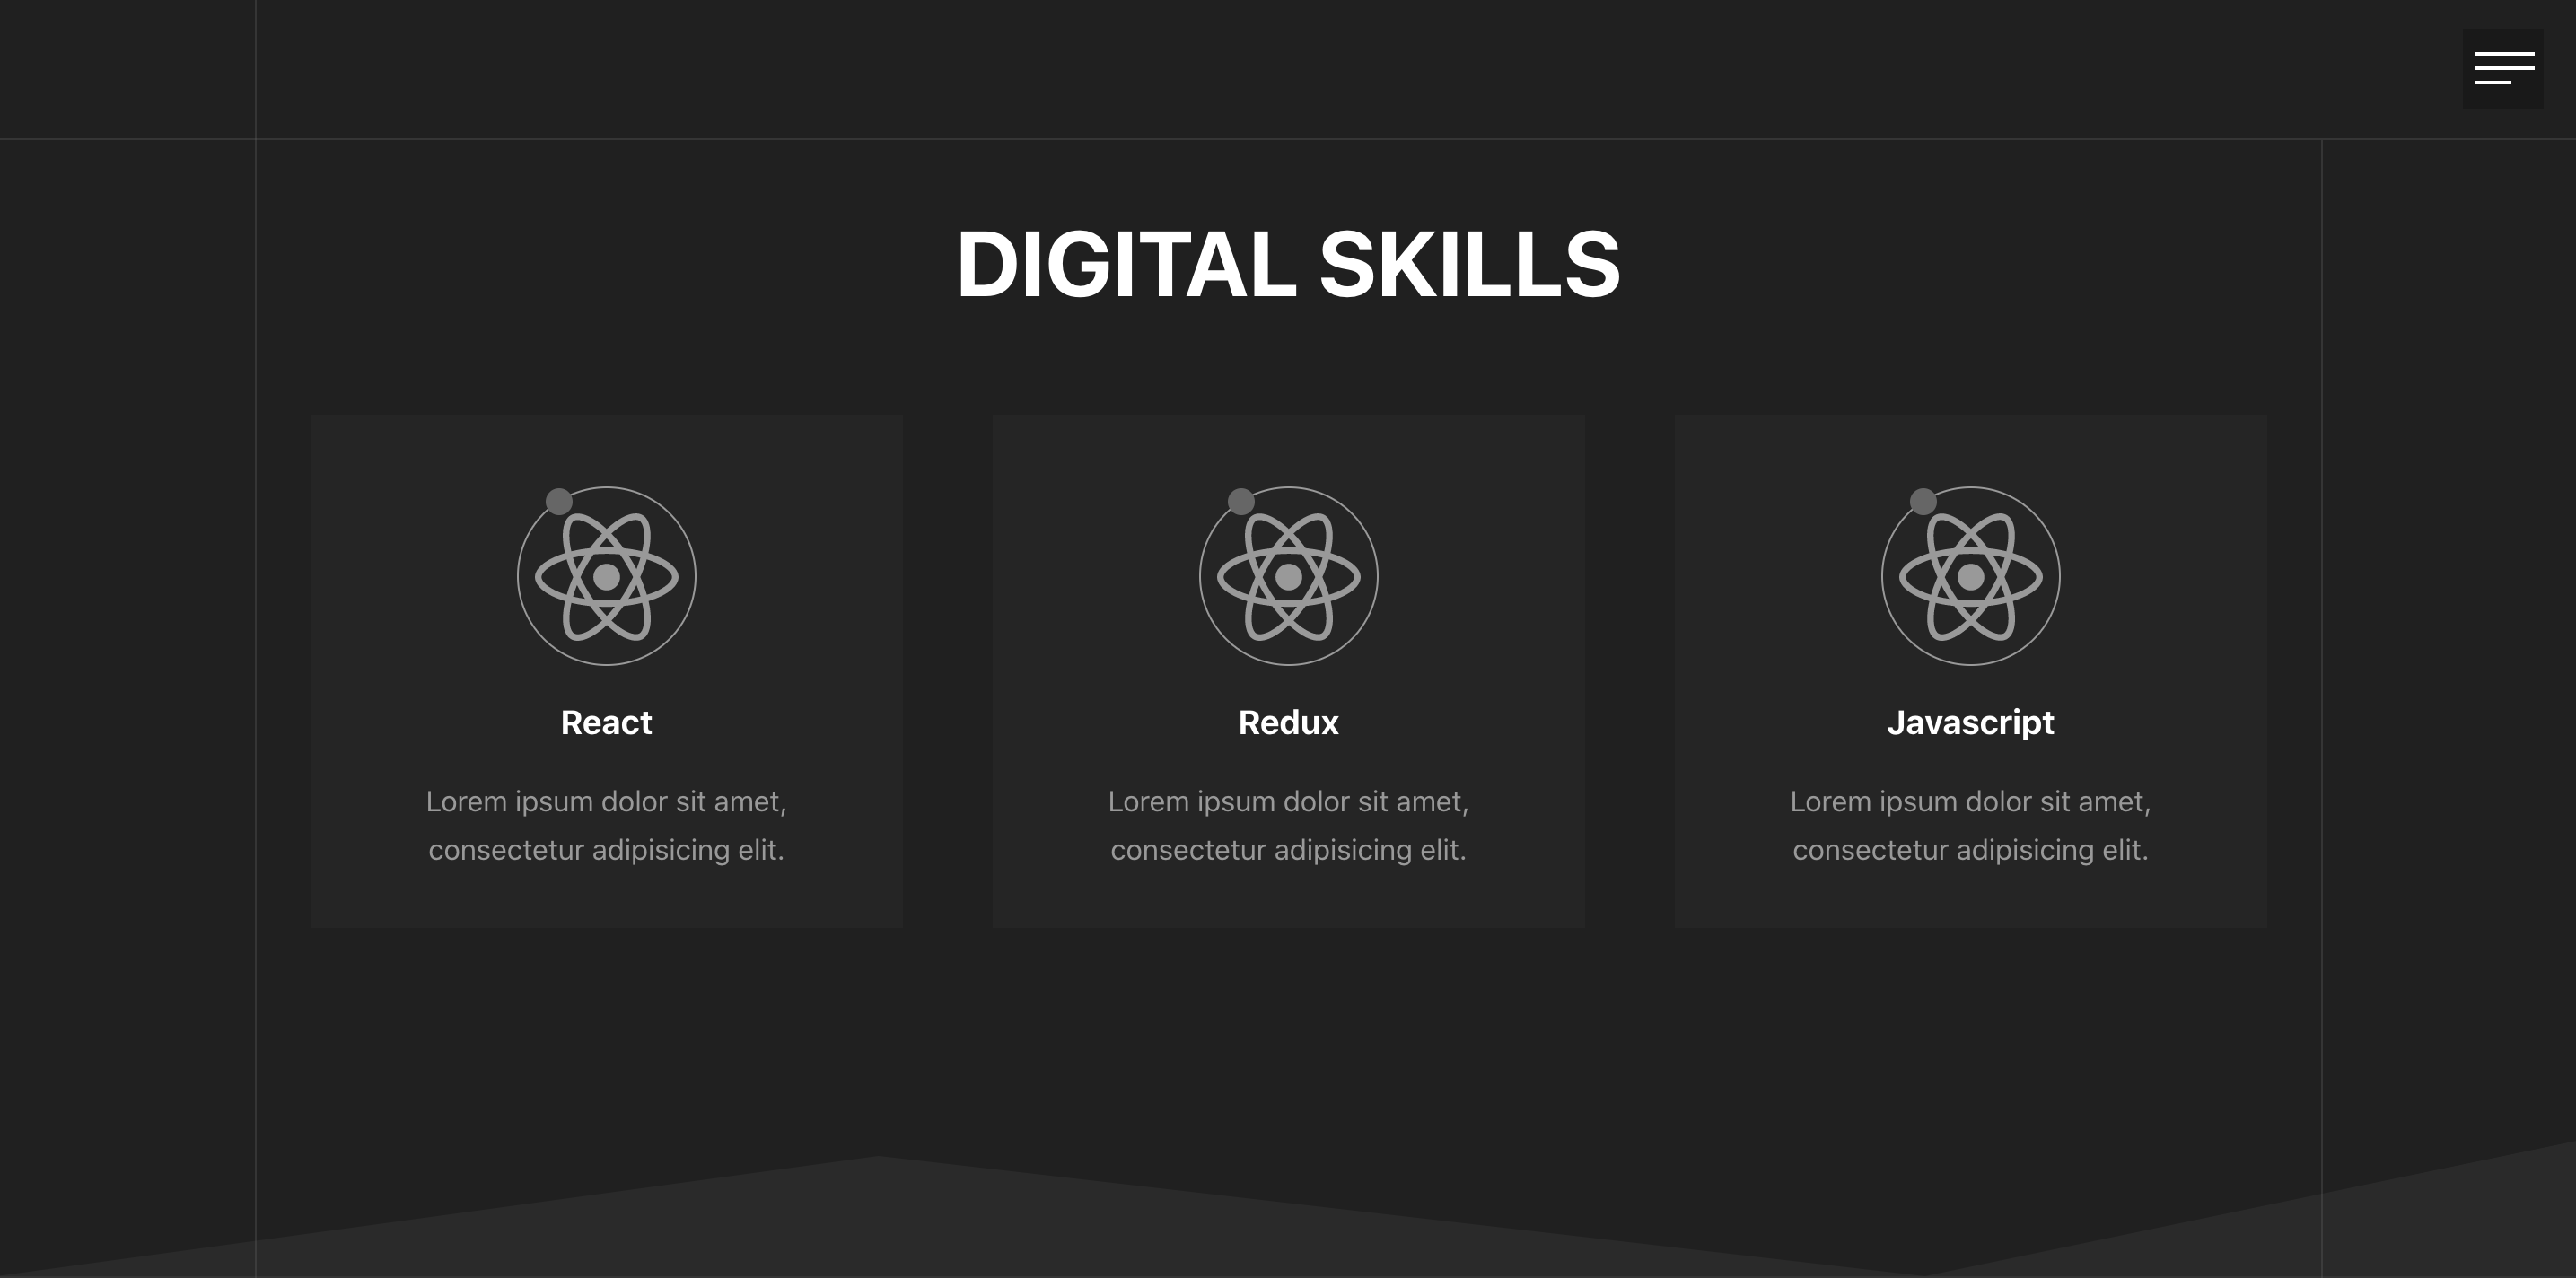 DIGITAL SKILLS
React
Lorem ipsum dolor sit amet,
consectetur adipisicing elit.
Redux
Lorem ipsum dolor sit amet,
consectetur adipisicing elit.
Javascript
Lorem ipsum dolor sit amet,
consectetur adipisicing elit.